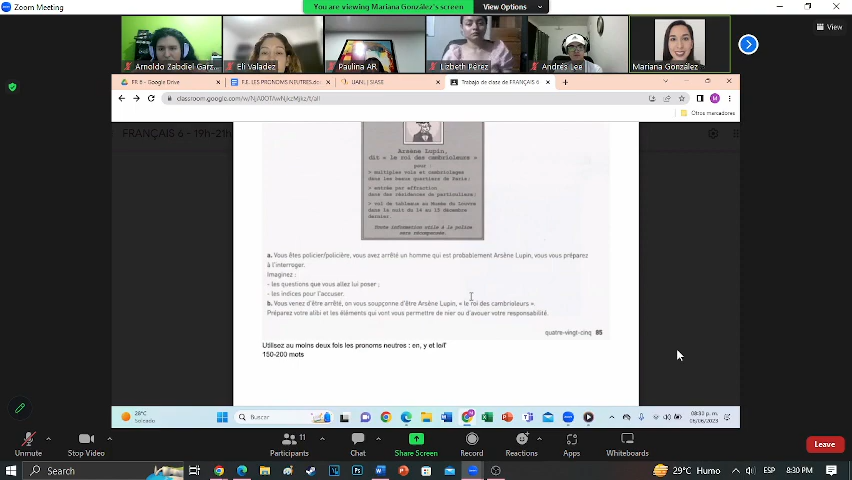 Zoom Meeting
You are viewing Mariana González's screen
View Options
View
Arnoldo Zabdiel Garz...
Eli Valadez
Paulina AR.
Lizbeth Pérez
Andrés Lee
Mariana González
FR 6 - Google Drive
F.E. LES PRONOMS NEUTRES.do
UANL | SIASE
Trabajo de clase de FRANÇAIS 6
Otros marcadores
FRANÇAIS 6 - 19h-21h
Arsène Lupin,
dit « le roi des cambrioleurs »
pour :
> multiples vols et cambriolages
dans les beaux quartiers de Paris;
> entrée par effraction
dans des résidences de particuliers;
> vol de tableaux au Musée du Louvre
dans la nuit du 14 au 15 décembre
dernier.
Toute information utile à la police
sera récompensée.
a. Vous êtes policier/policière, vous avez arrêté un homme qui est probablement Arsène Lupin, vous vous préparez
à l'interroger.
Imaginez :
- les questions que vous allez lui poser ;
- les indices pour l'accuser.
b. Vous venez d'être arrêté, on vous soupçonne d'être Arsène Lupin, « le roi des cambrioleurs ».
Préparez votre alibi et les éléments qui vont vous permettre de nier ou d'avouer votre responsabilité.
quatre-vingt-cinq 85
Utilisez au moins deux fois les pronoms neutres : en, y et le/l'
150-200 mots
Soleado
Buscar
06/06/2023
Unmute
Stop Video
11
Participants
Chat
Share Screen
Record
Reactions
Apps
Whiteboards
Leave
Search
29°C Humo
ESP
8:30 PM